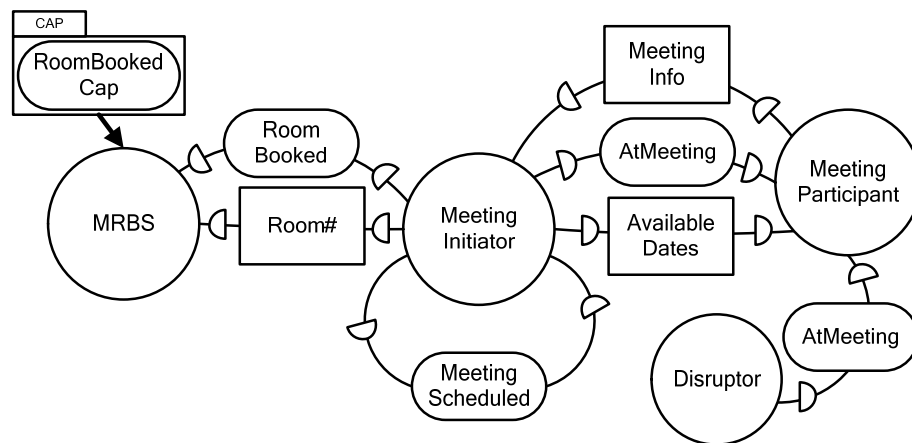 CAP
RoomBooked
Cap
Room
Booked
MRBS
Room#
Meeting
Initiator
Meeting
Scheduled
Meeting
Info
AtMeeting
Available
Dates
Meeting
Participant
AtMeeting
Disruptor